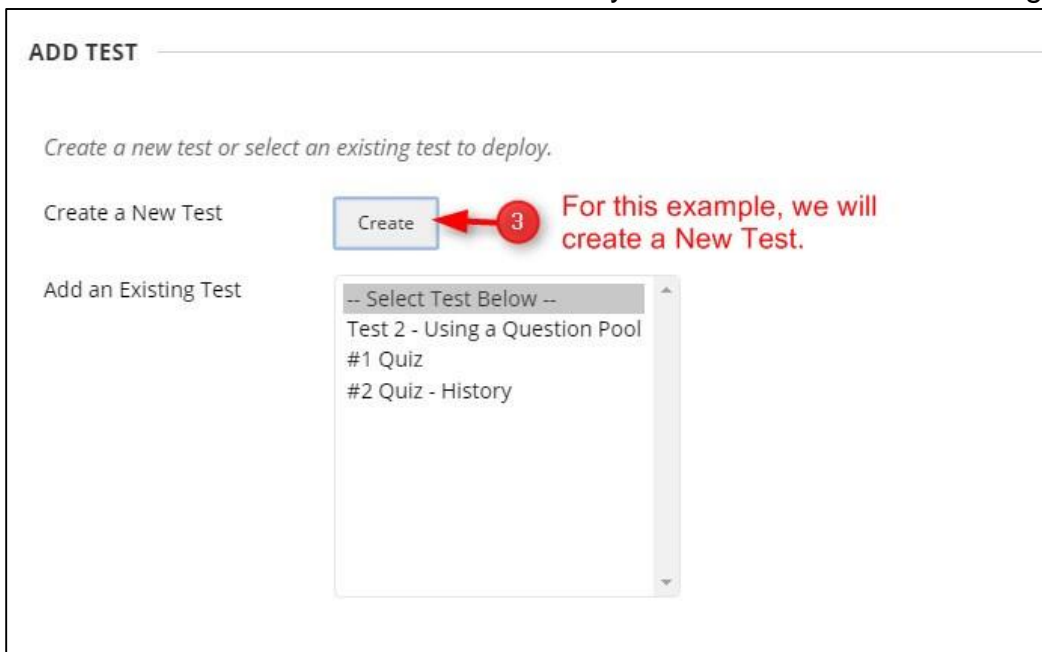 ADD TEST
Create a new test or select an existing test to deploy.
Create a New Test
Create
3
For this example, we will
create a New Test.
Add an Existing Test
-- Select Test Below --
Test 2 - Using a Question Pool
#1 Quiz
#2 Quiz - History